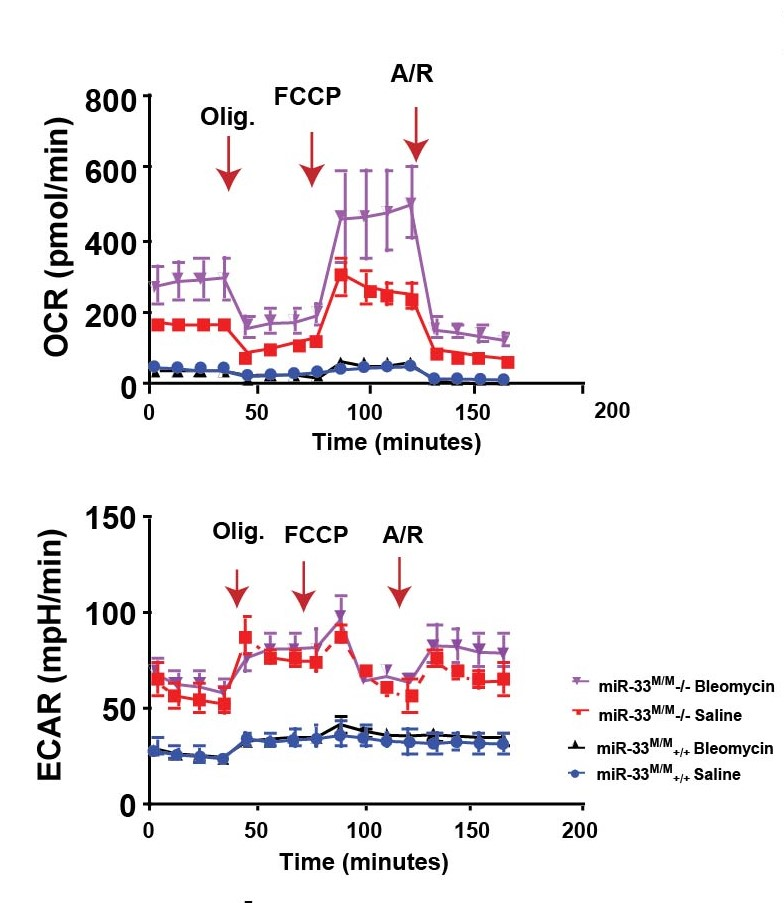 A/R
FCCP
Olig.
800
600
400
200
0
OCR (pmol/min)
0 50 100 150 200
Time (minutes)
150
100
50
0
ECAR (mpH/min)
Olig. FCCP A/R
miR-33M/M-/- Bleomycin
miR-33M/M-/- Saline
miR-33M/M+/+ Bleomycin
miR-33M/M+/+ Saline
0 50 100 150 200
Time (minutes)